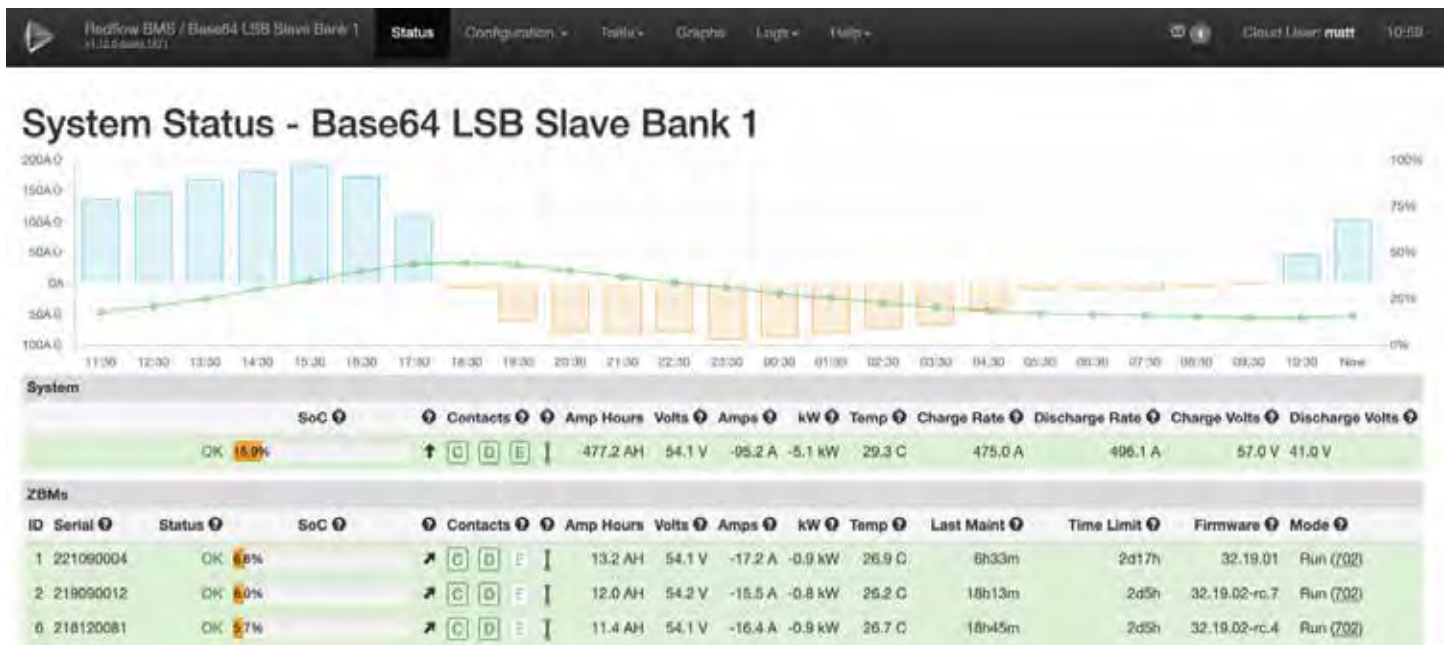 Redflow BMS / Base64 LSB Slave Bank 1 Status Configuration Tools Graphs Logs Help Cloud User: matt 10:59
System Status - Base64 LSB Slave Bank 1
200A 100%
150A 75%
100A
50A 50%
0A
50A 25%
100A 0%
11:30 12:30 13:30 14:30 15:30 16:30 17:30 18:30 19:30 20:30 21:30 22:30 23:30 00:30 01:30 02:30 03:30 04:30 05:30 06:30 07:30 08:30 09:30 10:30 Now
System
SoC Contacts Amp Hours Volts Amps kW Temp Charge Rate Discharge Rate Charge Volts Discharge Volts
OK 15.9% C D E 477.2 AH 54.1 V -95.2 A -5.1 kW 29.3 C 475.0 A 496.1 A 57.0 V 41.0 V
ZBMs
ID Serial Status SoC Contacts Amp Hours Volts Amps kW Temp Last Maint Time Limit Firmware Mode
1 221090004 OK 6.6% C D E 13.2 AH 54.1 V -17.2 A -0.9 kW 26.9 C 6h33m 2d17h 32.19.01 Run (702)
2 219090012 OK 6.0% C D E 12.0 AH 54.2 V -15.5 A -0.8 kW 26.2 C 18h13m 2d5h 32.19.02-rc.7 Run (702)
6 218120081 OK 5.7% C D E 11.4 AH 54.1 V -16.4 A -0.9 kW 26.7 C 18h45m 2d5h 32.19.02-rc.4 Run (702)